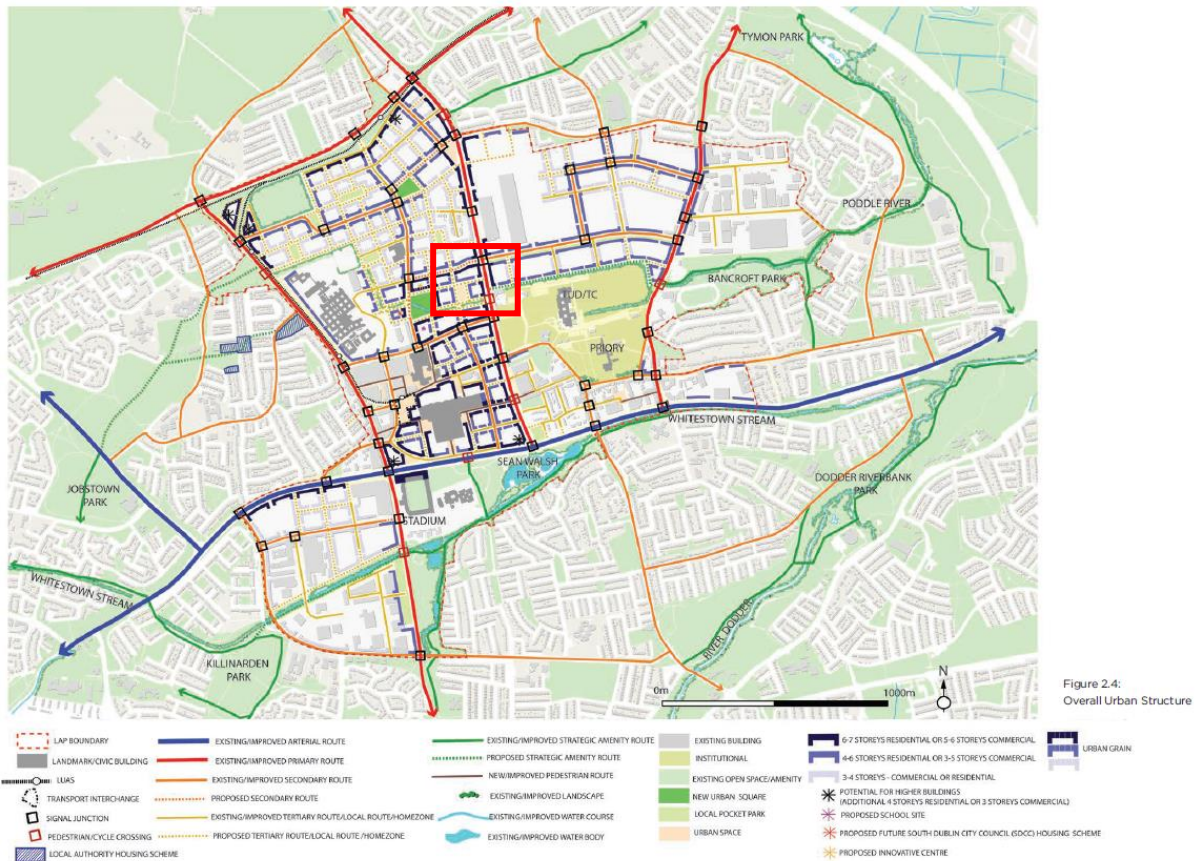 TYMON PARK
PODDLE RIVER
BANCROFT PARK
TUD/TC
PRIORY
WHITESTOWN STREAM
SEAN WALSH
PARK
DODDER RIVERBANK
PARK
JOBSTOWN
PARK
STADIUM
WHITESTOWN STREAM
RIVER DODDER
KILLINARDEN
PARK
N
0m
1000m
Figure 2.4:
Overall Urban Structure
LAP BOUNDARY
LANDMARK/CIVIC BUILDING
LUAS
TRANSPORT INTERCHANGE
SIGNAL JUNCTION
PEDESTRIAN/CYCLE CROSSING
LOCAL AUTHORITY HOUSING SCHEME
EXISTING/IMPROVED ARTERIAL ROUTE
EXISTING/IMPROVED PRIMARY ROUTE
EXISTING/IMPROVED SECONDARY ROUTE
PROPOSED SECONDARY ROUTE
EXISTING/IMPROVED TERTIARY ROUTE/LOCAL ROUTE/HOMEZONE
PROPOSED TERTIARY ROUTE/LOCAL ROUTE/HOMEZONE
EXISTING/IMPROVED STRATEGIC AMENITY ROUTE
PROPOSED STRATEGIC AMENITY ROUTE
NEW/IMPROVED PEDESTRIAN ROUTE
EXISTING/IMPROVED LANDSCAPE
EXISTING/IMPROVED WATER COURSE
EXISTING/IMPROVED WATER BODY
EXISTING BUILDING
INSTITUTIONAL
EXISTING OPEN SPACE/AMENITY
NEW URBAN SQUARE
LOCAL POCKET PARK
URBAN SPACE
6-7 STOREYS RESIDENTIAL OR 5-6 STOREYS COMMERCIAL
4-6 STOREYS RESIDENTIAL OR 3-5 STOREYS COMMERCIAL
3-4 STOREYS - COMMERCIAL OR RESIDENTIAL
POTENTIAL FOR HIGHER BUILDINGS
(ADDITIONAL 4 STOREYS RESIDENTIAL OR 3 STOREYS COMMERCIAL)
PROPOSED SCHOOL SITE
PROPOSED FUTURE SOUTH DUBLIN CITY COUNCIL (SDCC) HOUSING SCHEME
PROPOSED INNOVATIVE CENTRE
URBAN GRAIN